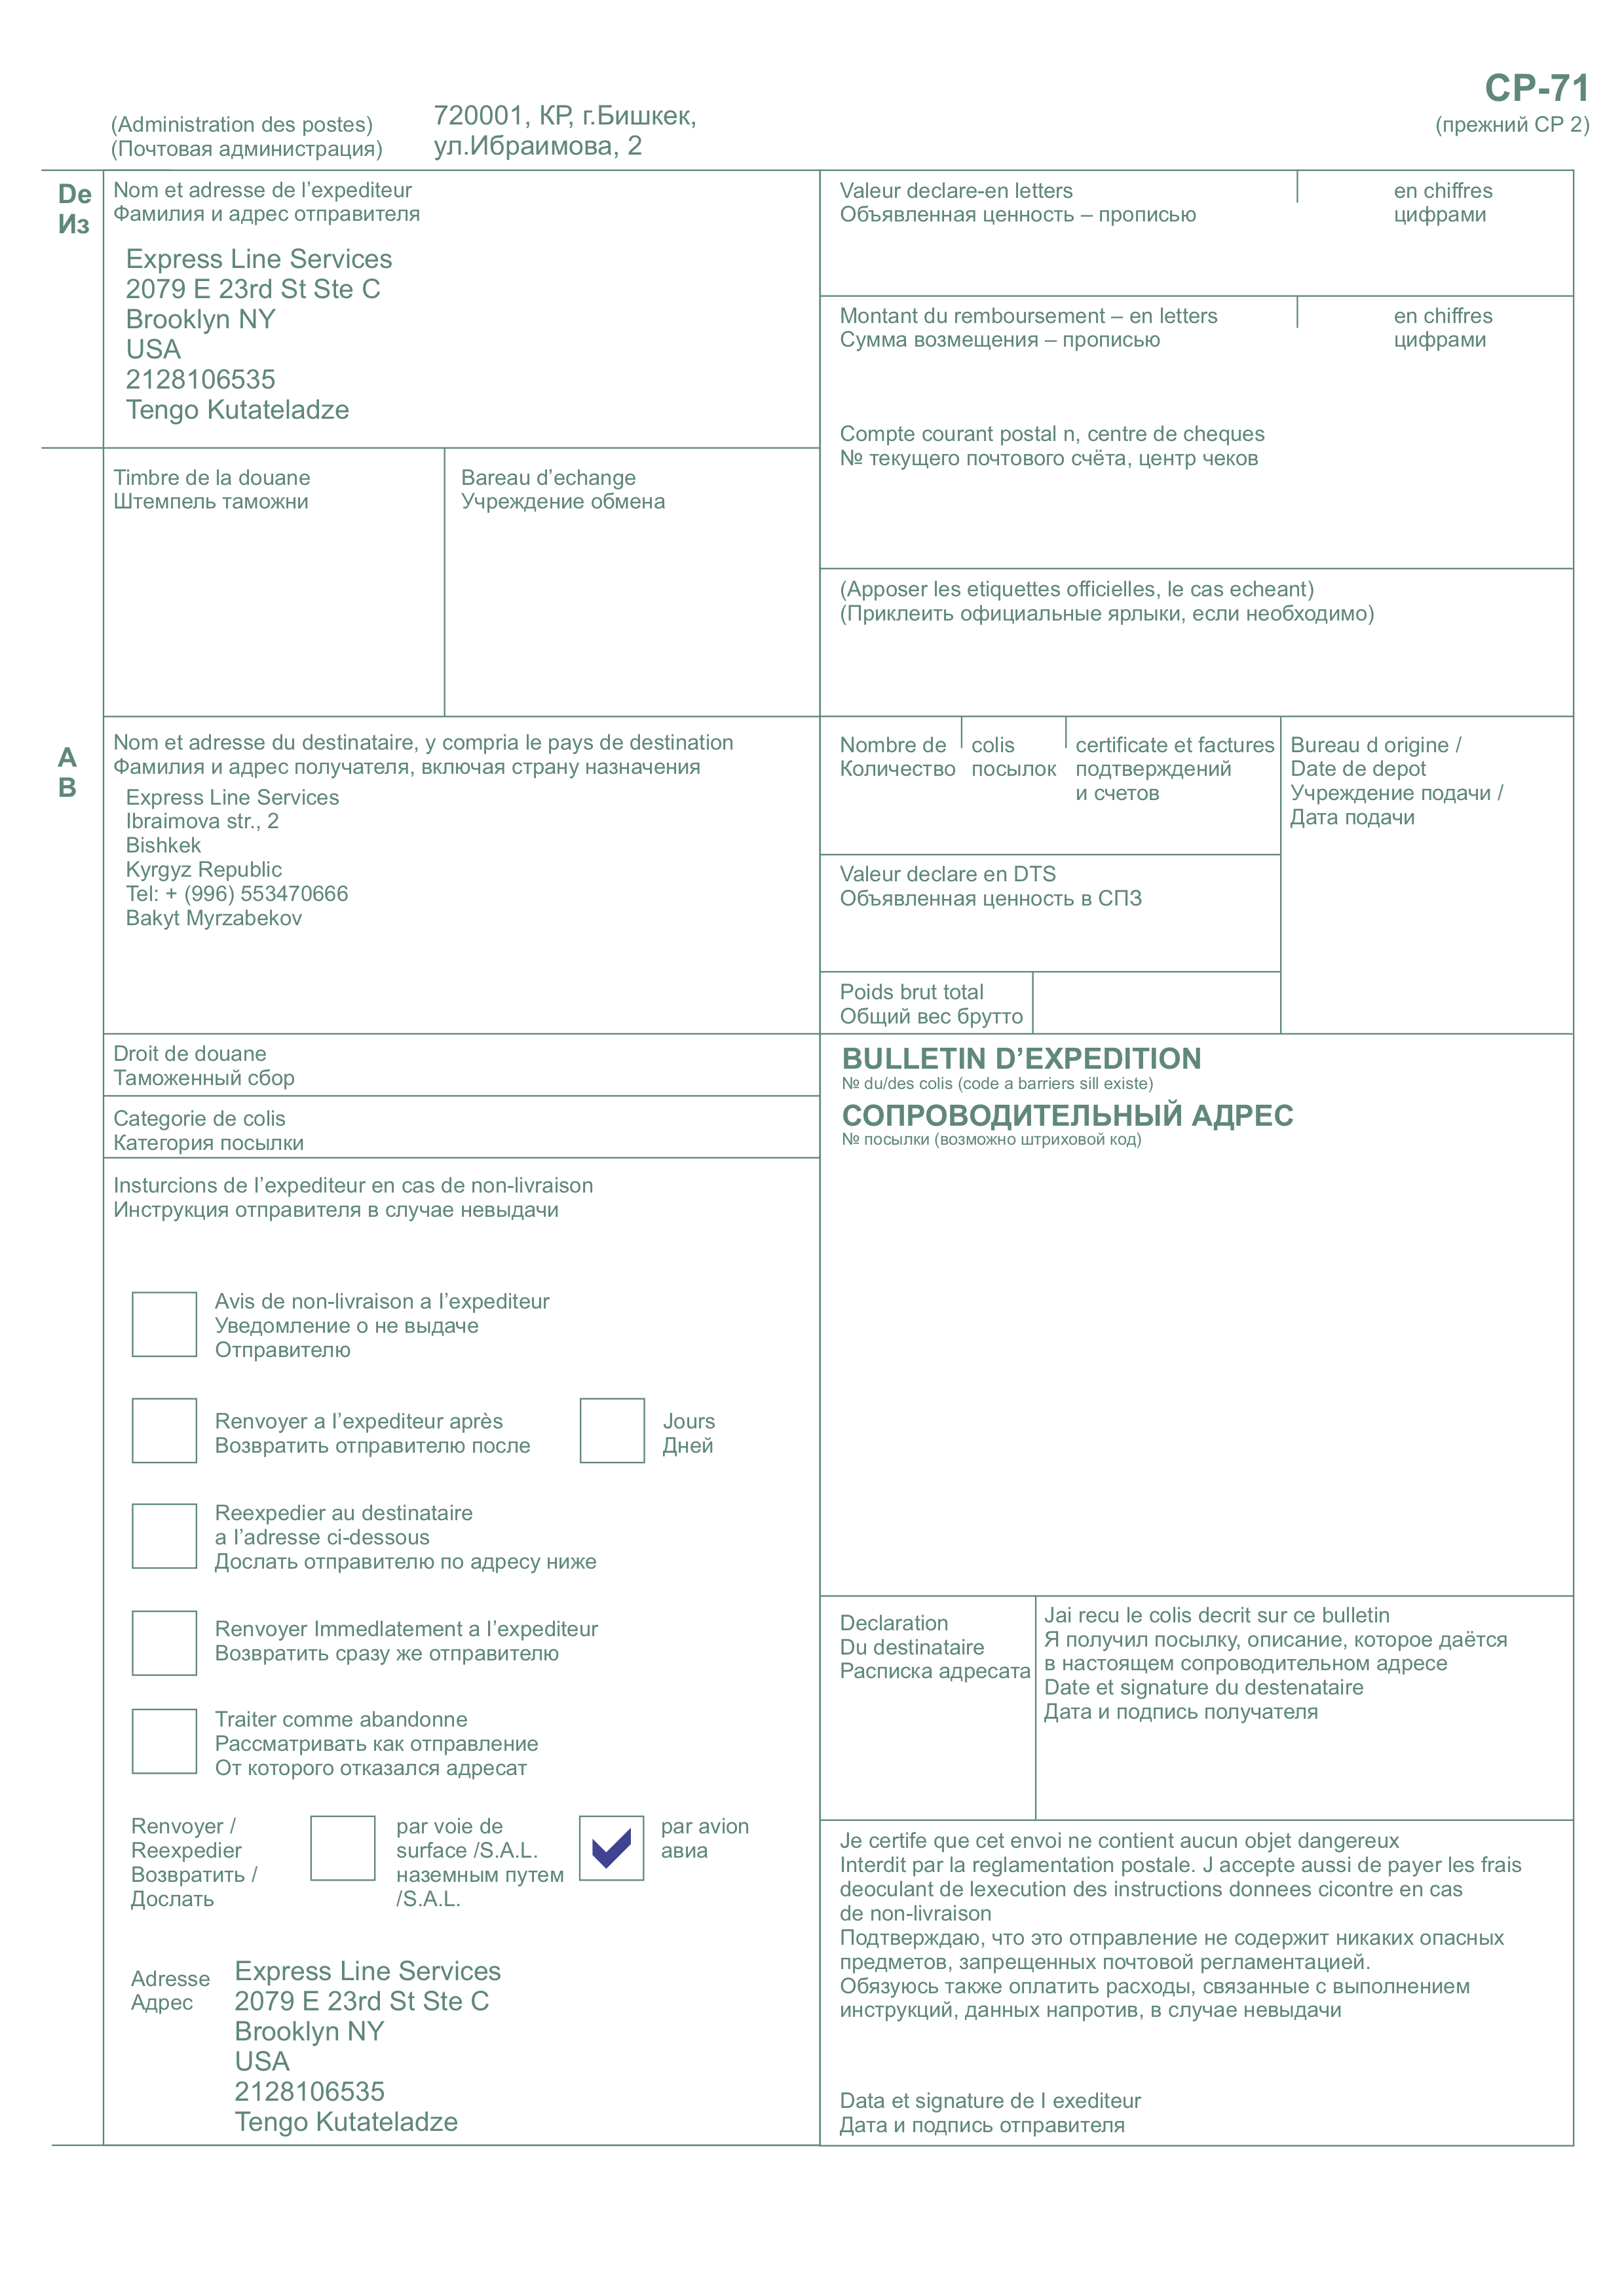 CP-71
(прежний CP 2)
(Administration des postes)
(Почтовая администрация)
720001, КР, г.Бишкек,
ул.Ибраимова, 2
De
Из
Nom et adresse de l’expediteur
Фамилия и адрес отправителя
Express Line Services
2079 E 23rd St Ste C
Brooklyn NY
USA
2128106535
Tengo Kutateladze
Valeur declare-en letters
Объявленная ценность – прописью
en chiffres
цифрами
Montant du remboursement – en letters
Сумма возмещения – прописью
en chiffres
цифрами
Compte courant postal n, centre de cheques
№ текущего почтового счёта, центр чеков
Timbre de la douane
Штемпель таможни
Bareau d’echange
Учреждение обмена
(Apposer les etiquettes officielles, le cas echeant)
(Приклеить официальные ярлыки, если необходимо)
A
B
Nom et adresse du destinataire, y compria le pays de destination
Фамилия и адрес получателя, включая страну назначения
Express Line Services
Ibraimova str., 2
Bishkek
Kyrgyz Republic
Tel: + (996) 553470666
Bakyt Myrzabekov
Nombre de
Количество
colis
посылок
certificate et factures
подтверждений
и счетов
Bureau d origine /
Date de depot
Учреждение подачи /
Дата подачи
Valeur declare en DTS
Объявленная ценность в СПЗ
Poids brut total
Общий вес брутто
Droit de douane
Таможенный сбор
Categorie de colis
Категория посылки
BULLETIN D’EXPEDITION
№ du/des colis (code a barriers sill existe)
СОПРОВОДИТЕЛЬНЫЙ АДРЕС
№ посылки (возможно штриховой код)
Insturcions de I’expediteur en cas de non-livraison
Инструкция отправителя в случае невыдачи
Avis de non-livraison a I’expediteur
Уведомление о не выдаче
Отправителю
Renvoyer a I’expediteur après
Возвратить отправителю после
Jours
Дней
Reexpedier au destinataire
a I’adresse ci-dessous
Дослать отправителю по адресу ниже
Renvoyer Immedlatement a I’expediteur
Возвратить сразу же отправителю
Traiter comme abandonne
Рассматривать как отправление
От которого отказался адресат
Renvoyer /
Reexpedier
Возвратить /
Дослать
par voie de
surface /S.A.L.
наземным путем
/S.A.L.
par avion
авиа
Adresse
Адрес
Express Line Services
2079 E 23rd St Ste C
Brooklyn NY
USA
2128106535
Tengo Kutateladze
Declaration
Du destinataire
Расписка адресата
Jai recu le colis decrit sur ce bulletin
Я получил посылку, описание, которое даётся
в настоящем сопроводительном адресе
Date et signature du destenataire
Дата и подпись получателя
Je certife que cet envoi ne contient aucun objet dangereux
Interdit par la reglamentation postale. J accepte aussi de payer les frais
deoculant de lexecution des instructions donnees cicontre en cas
de non-livraison
Подтверждаю, что это отправление не содержит никаких опасных
предметов, запрещенных почтовой регламентацией.
Обязуюсь также оплатить расходы, связанные с выполнением
инструкций, данных напротив, в случае невыдачи
Data et signature de I exediteur
Дата и подпись отправителя